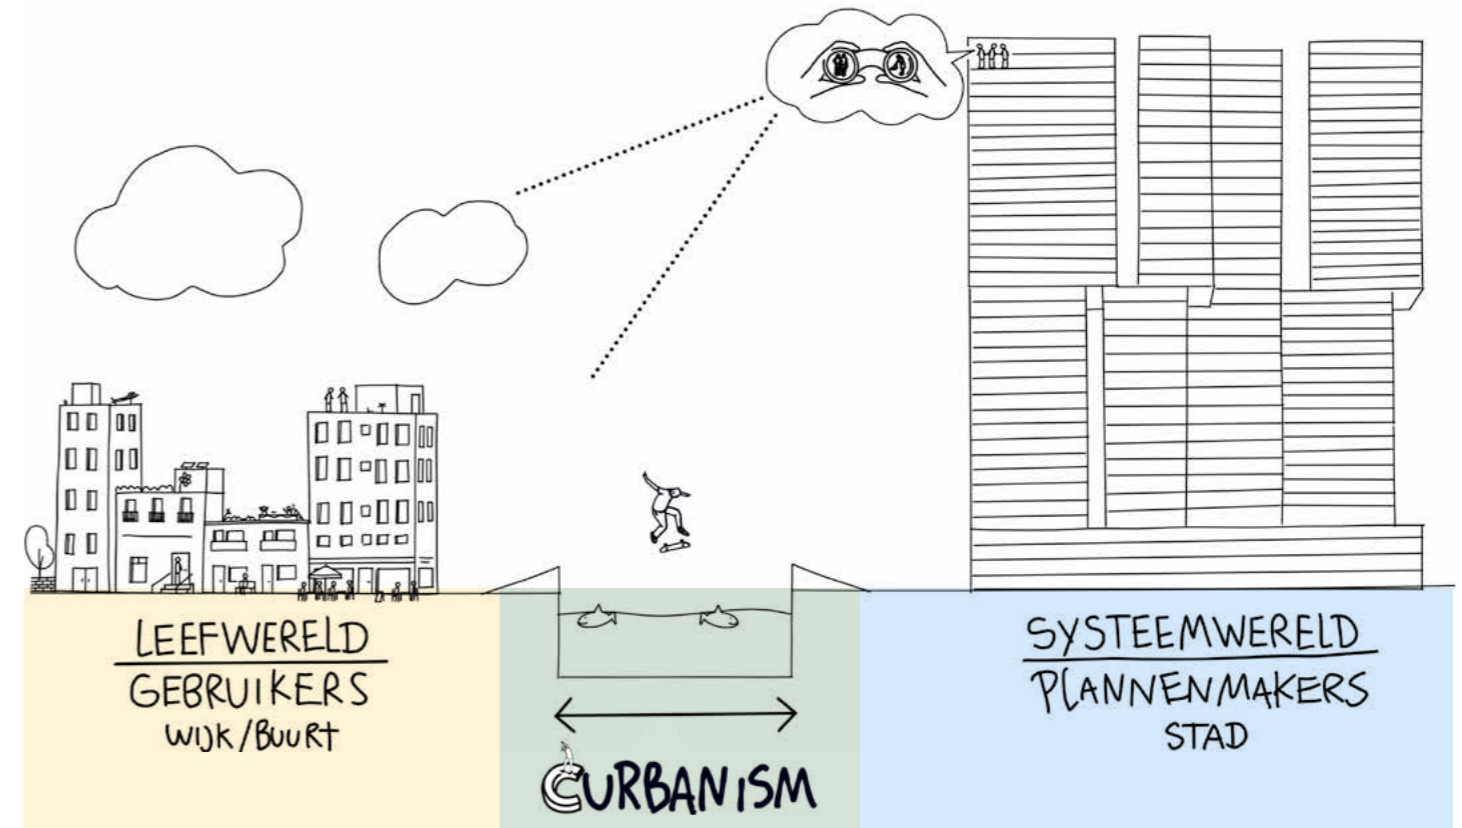 LEEFWERELD
GEBRUIKERS
WIJK/BUURT
CURBANISM
SYSTEEMWERELD
PLANNENMAKERS
STAD